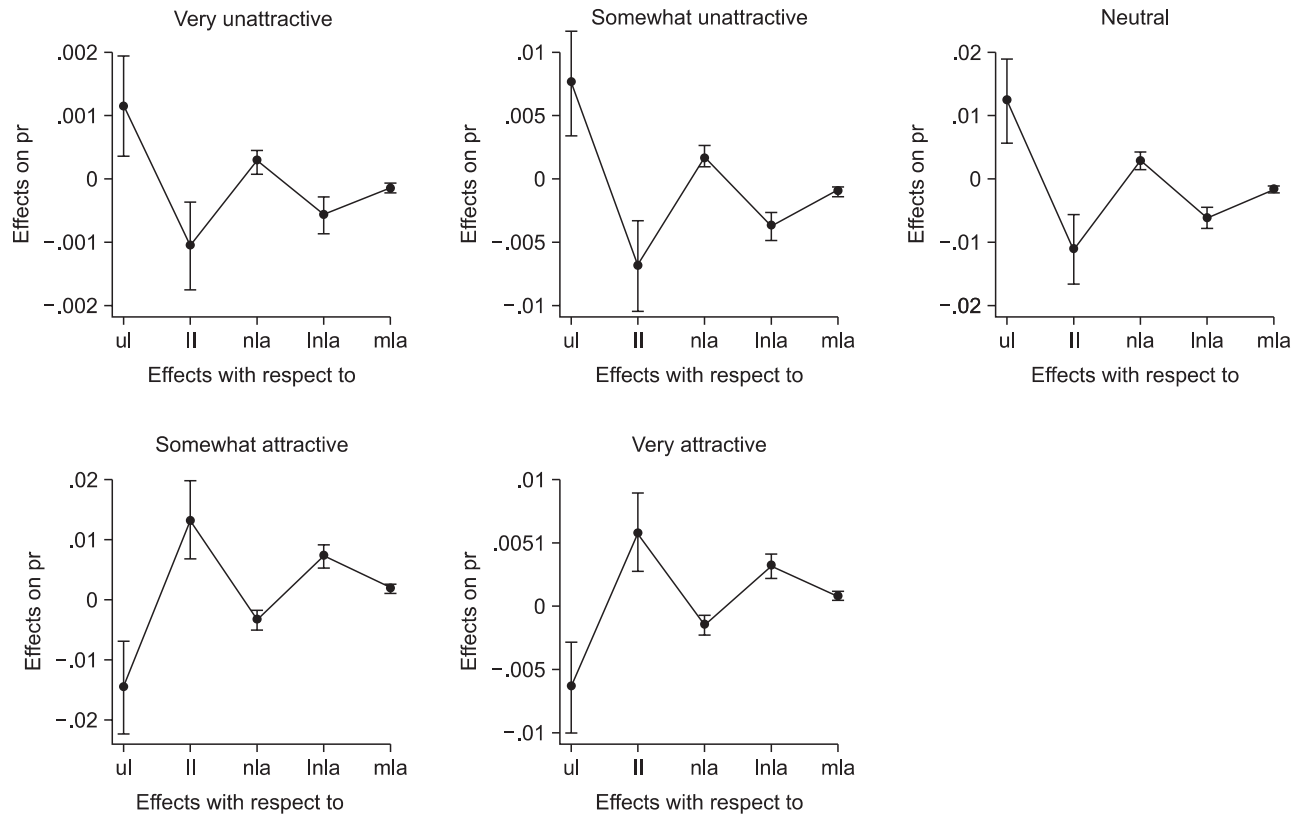 Very unattractive
Effects on pr
.002
.001
0
−.001
−.002
ul
ll
nla
lnla
mla
Effects with respect to
Somewhat unattractive
Effects on pr
.01
.005
0
−.005
−.01
ul
ll
nla
lnla
mla
Effects with respect to
Neutral
Effects on pr
.02
.01
0
−.01
−.02
ul
ll
nla
lnla
mla
Effects with respect to
Somewhat attractive
Effects on pr
.02
.01
0
−.01
−.02
ul
ll
nla
lnla
mla
Effects with respect to
Very attractive
Effects on pr
.01
.0051
0
−.005
−.01
ul
ll
nla
lnla
mla
Effects with respect to